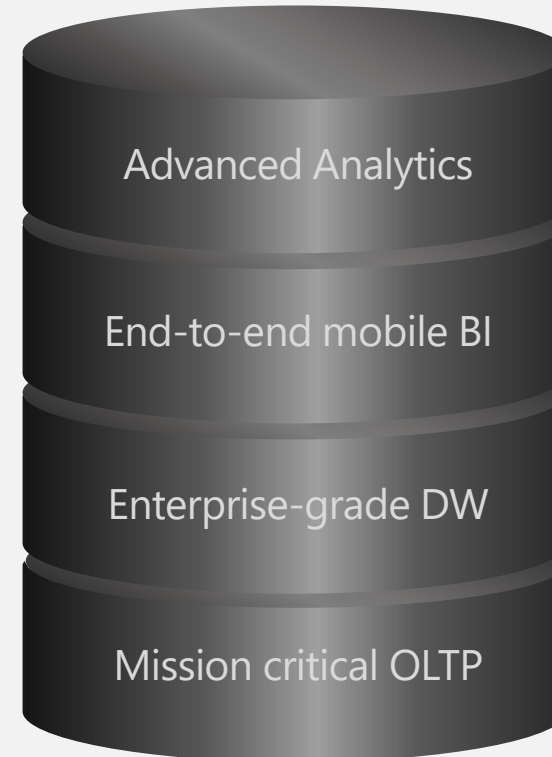 Advanced Analytics
End-to-end mobile BI
Enterprise-grade DW
Mission critical OLTP